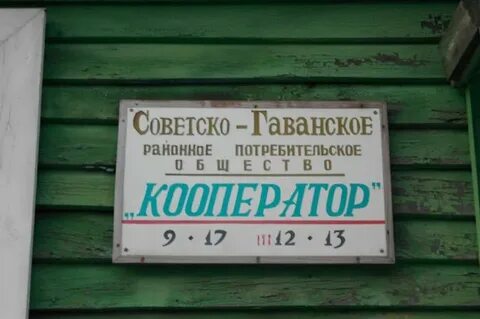 Советско - Гаванское
районное потребительское
общество
„Кооператор"
9 • 17 12 • 13